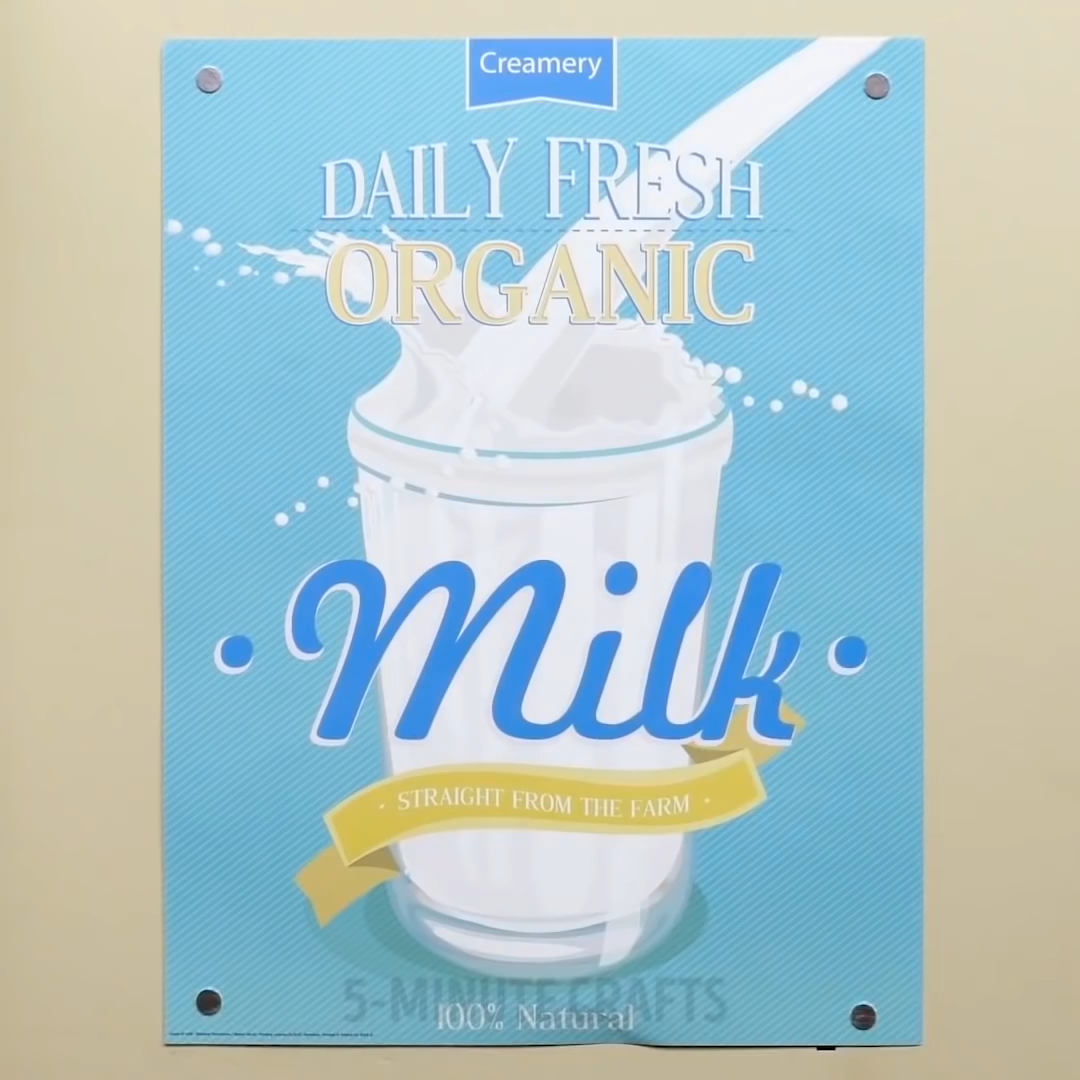 Creamery
DAILY FRESH
ORGANIC
• Milk •
· STRAIGHT FROM THE FARM ·
5-MINUTE CRAFTS
100% Natural